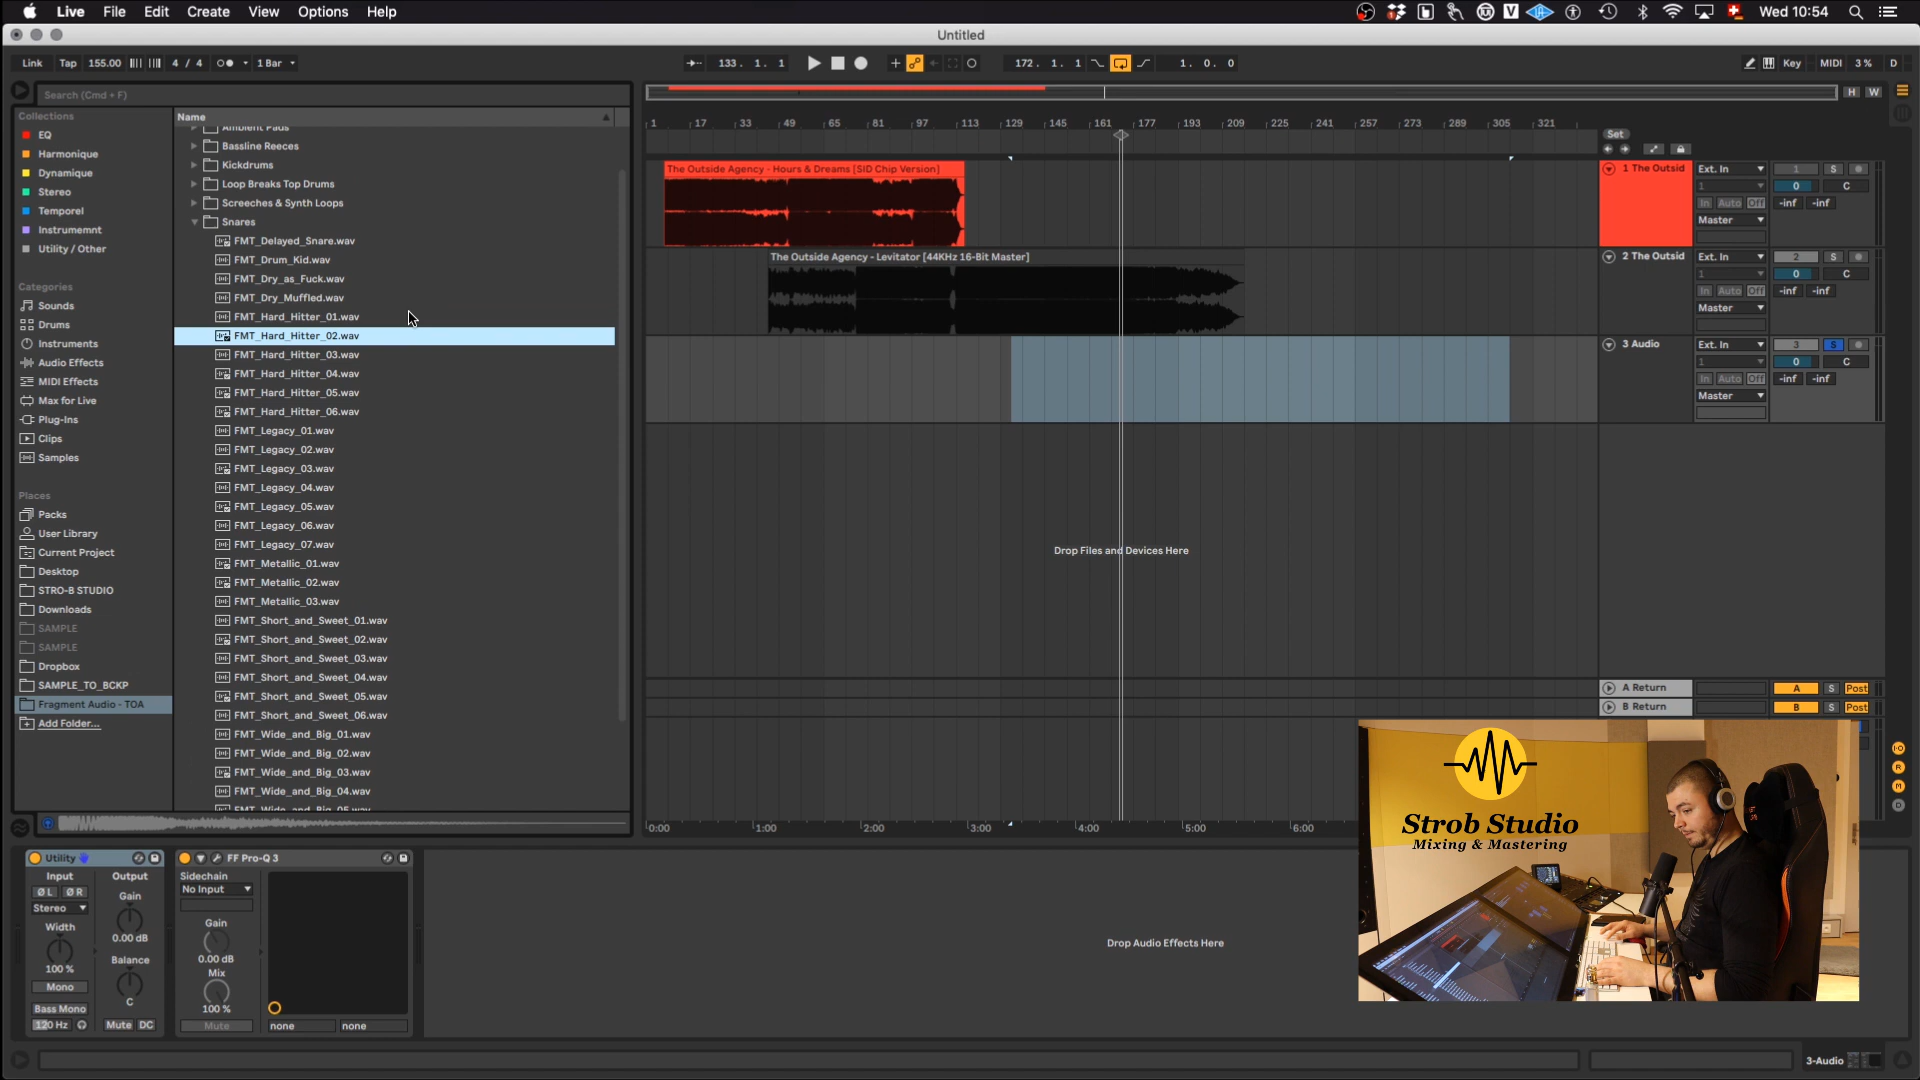 Live File Edit Create View Options Help
Wed 10:54
Untitled
Link Tap 155.00 4 / 4 1 Bar
133. 1. 1
172. 1. 1
1. 0. 0
Key MIDI 3 % D
Search (Cmd + F)
H W
Collections
EQ
Harmonique
Dynamique
Stereo
Temporel
Instrumemnt
Utility / Other
Categories
Sounds
Drums
Instruments
Audio Effects
MIDI Effects
Max for Live
Plug-Ins
Clips
Samples
Places
Packs
User Library
Current Project
Desktop
STRO-B STUDIO
Downloads
SAMPLE
SAMPLE
Dropbox
SAMPLE_TO_BCKP
Fragment Audio - TOA
Add Folder...
Name
Ambient Pads
Bassline Reeces
Kickdrums
Loop Breaks Top Drums
Screeches & Synth Loops
Snares
FMT_Delayed_Snare.wav
FMT_Drum_Kid.wav
FMT_Dry_as_Fuck.wav
FMT_Dry_Muffled.wav
FMT_Hard_Hitter_01.wav
FMT_Hard_Hitter_02.wav
FMT_Hard_Hitter_03.wav
FMT_Hard_Hitter_04.wav
FMT_Hard_Hitter_05.wav
FMT_Hard_Hitter_06.wav
FMT_Legacy_01.wav
FMT_Legacy_02.wav
FMT_Legacy_03.wav
FMT_Legacy_04.wav
FMT_Legacy_05.wav
FMT_Legacy_06.wav
FMT_Legacy_07.wav
FMT_Metallic_01.wav
FMT_Metallic_02.wav
FMT_Metallic_03.wav
FMT_Short_and_Sweet_01.wav
FMT_Short_and_Sweet_02.wav
FMT_Short_and_Sweet_03.wav
FMT_Short_and_Sweet_04.wav
FMT_Short_and_Sweet_05.wav
FMT_Short_and_Sweet_06.wav
FMT_Wide_and_Big_01.wav
FMT_Wide_and_Big_02.wav
FMT_Wide_and_Big_03.wav
FMT_Wide_and_Big_04.wav
FMT_Wide_and_Big_05.wav
1 17 33 49 65 81 97 113 129 145 161 177 193 209 225 241 257 273 289 305 321
Set
The Outside Agency - Hours & Dreams [SID Chip Version]
1 The Outsid Ext. In 1 S
1 0 C
In Auto Off -inf -inf
Master
The Outside Agency - Levitator [44KHz 16-Bit Master]
2 The Outsid Ext. In 2 S
1 0 C
In Auto Off -inf -inf
Master
3 Audio Ext. In 3 S
1 0 C
In Auto Off -inf -inf
Master
Drop Files and Devices Here
A Return A S Post
B Return B S Post
0:00 1:00 2:00 3:00 4:00 5:00 6:00
Strob Studio
Mixing & Mastering
IO
R
M
D
Utility
Input Output
Ø L Ø R Gain
Stereo
Width 0.00 dB
Balance
100 %
Mono C
Bass Mono
120 Hz Mute DC
FF Pro-Q 3
Sidechain
No Input
Gain
0.00 dB
Mix
100 %
Mute none none
Drop Audio Effects Here
3-Audio